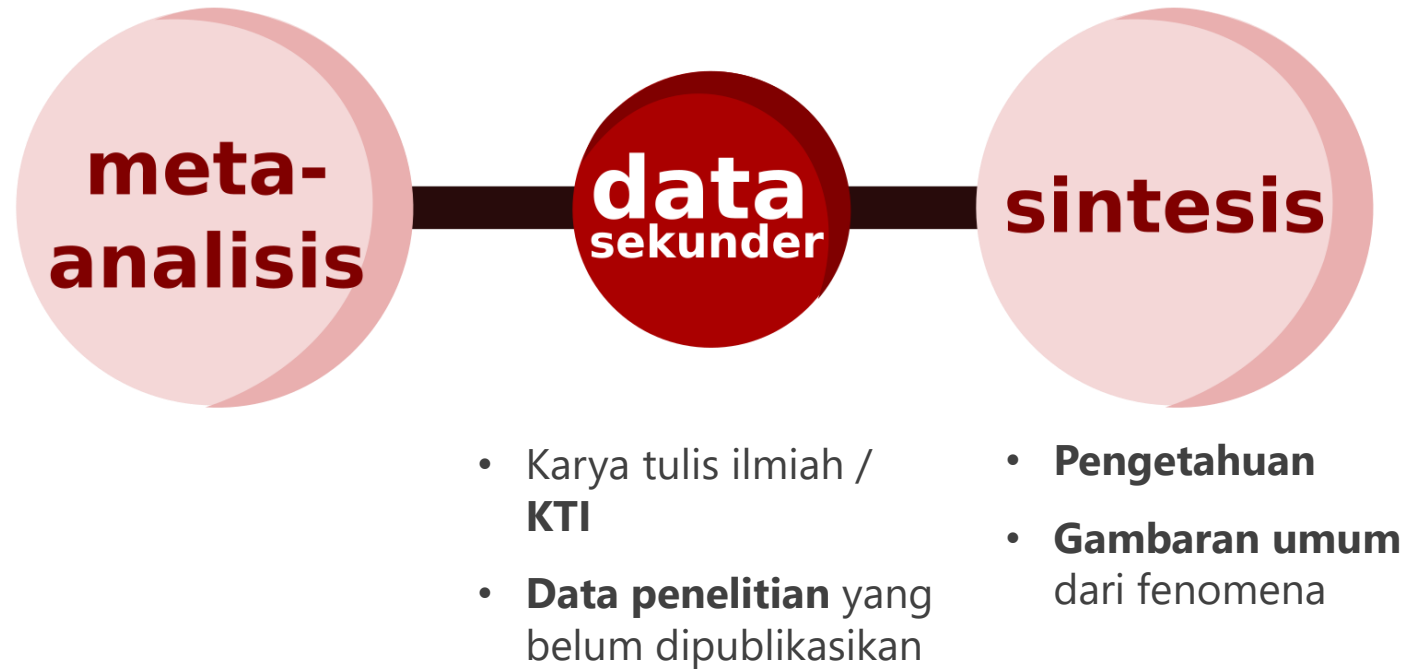 meta-
analisis
data
sekunder
sintesis
• Karya tulis ilmiah /
KTI
• Data penelitian yang
belum dipublikasikan
• Pengetahuan
• Gambaran umum
dari fenomena